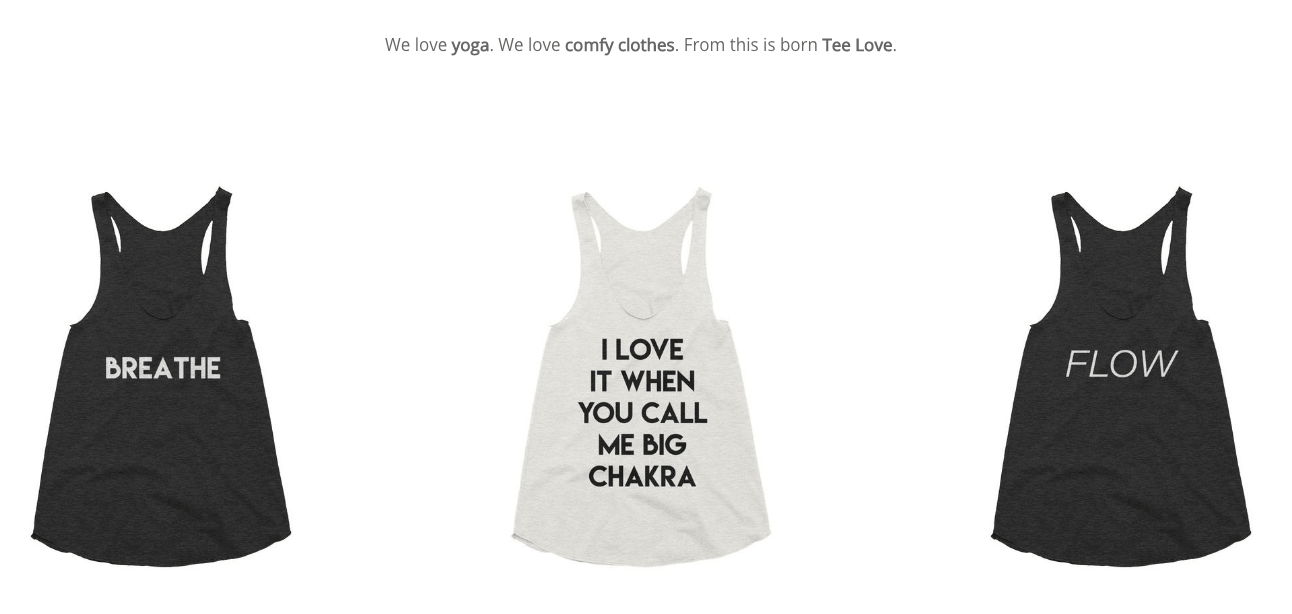 We love yoga. We love comfy clothes. From this is born Tee Love.
BREATHE
I LOVE
IT WHEN
YOU CALL
ME BIG
CHAKRA
FLOW